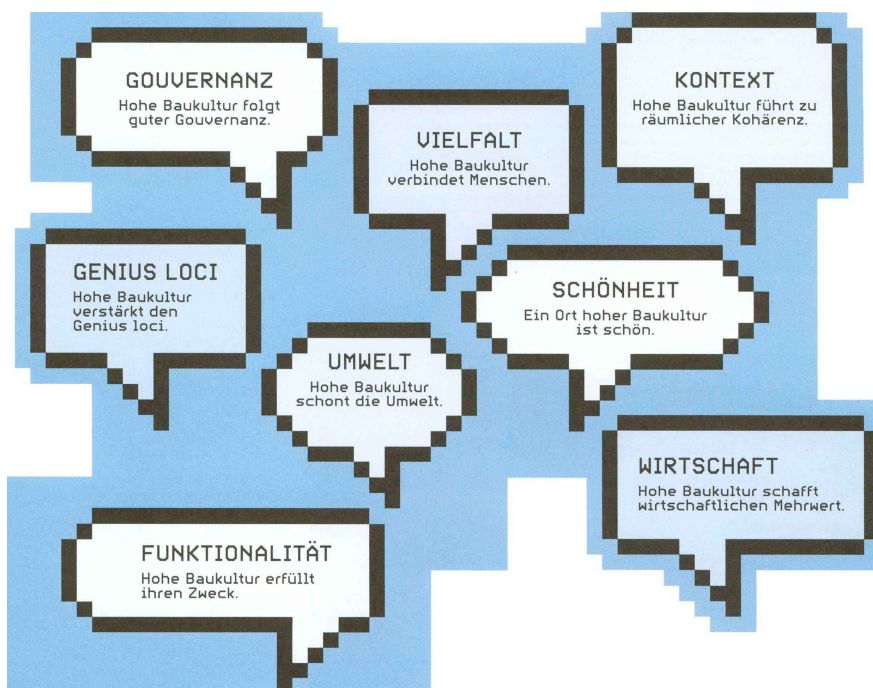 GOUVERNANZ
Hohe Baukultur folgt
guter Gouvernanz.
KONTEXT
Hohe Baukultur führt zu
räumlicher Kohärenz.
VIELFALT
Hohe Baukultur
verbindet Menschen.
GENIUS LOCI
Hohe Baukultur
verstärkt den
Genius loci.
SCHÖNHEIT
Ein Ort hoher Baukultur
ist schön.
UMWELT
Hohe Baukultur
schont die Umwelt.
WIRTSCHAFT
Hohe Baukultur schafft
wirtschaftlichen Mehrwert.
FUNKTIONALITÄT
Hohe Baukultur erfüllt
ihren Zweck.